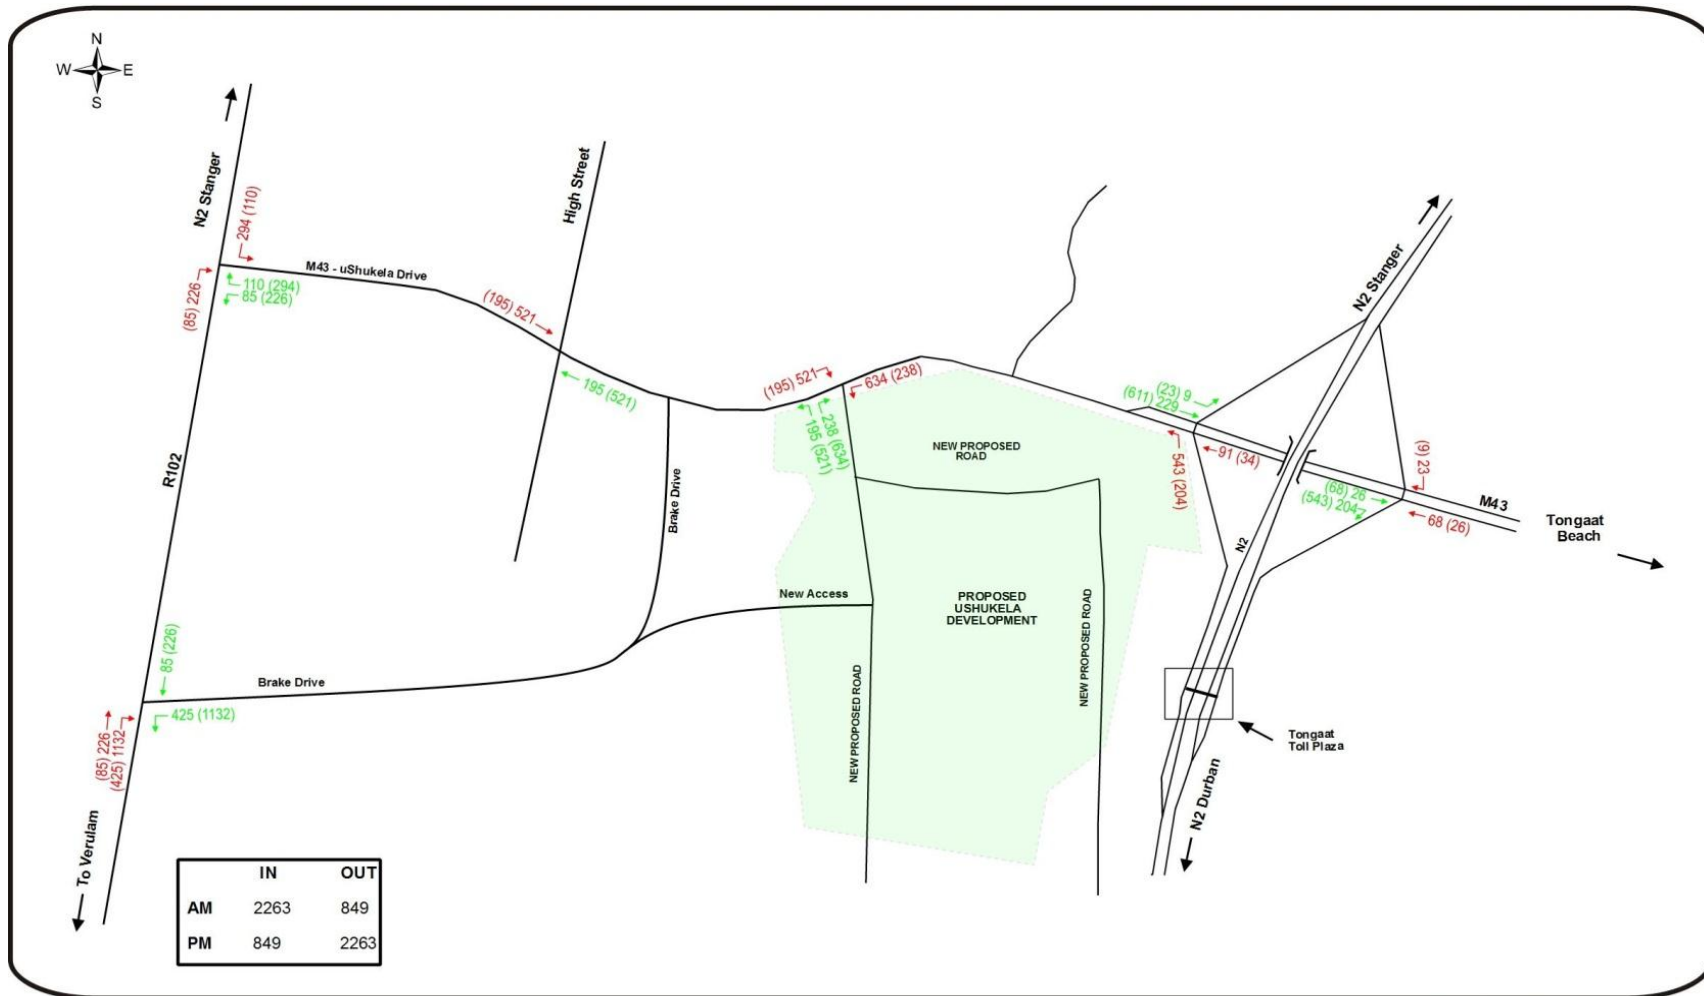 N
W E
S
N2 Stanger
294 (110)
High Street
M43 - uShukela Drive
(85) 226
110 (294)
85 (226)
(195) 521
195 (521)
R102
(195) 521
634 (238)
238 (634)
195 (521)
Brake Drive
NEW PROPOSED
ROAD
N2 Stanger
(23) 9
(611) 229
91 (34)
543 (204)
(9) 23
(68) 26
(543) 204
68 (26)
M43
Tongaat
Beach
N2
New Access
PROPOSED
USHUKELA
DEVELOPMENT
NEW PROPOSED ROAD
NEW PROPOSED ROAD
85 (226)
Brake Drive
425 (1132)
(85) 226
(425) 1132
Tongaat
Toll Plaza
N2 Durban
To Verulam
IN OUT
AM 2263 849
PM 849 2263